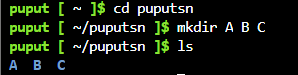 puput [ ~ ]$ cd puputsn
puput [ ~/puputsn ]$ mkdir A B C
puput [ ~/puputsn ]$ ls
A B C